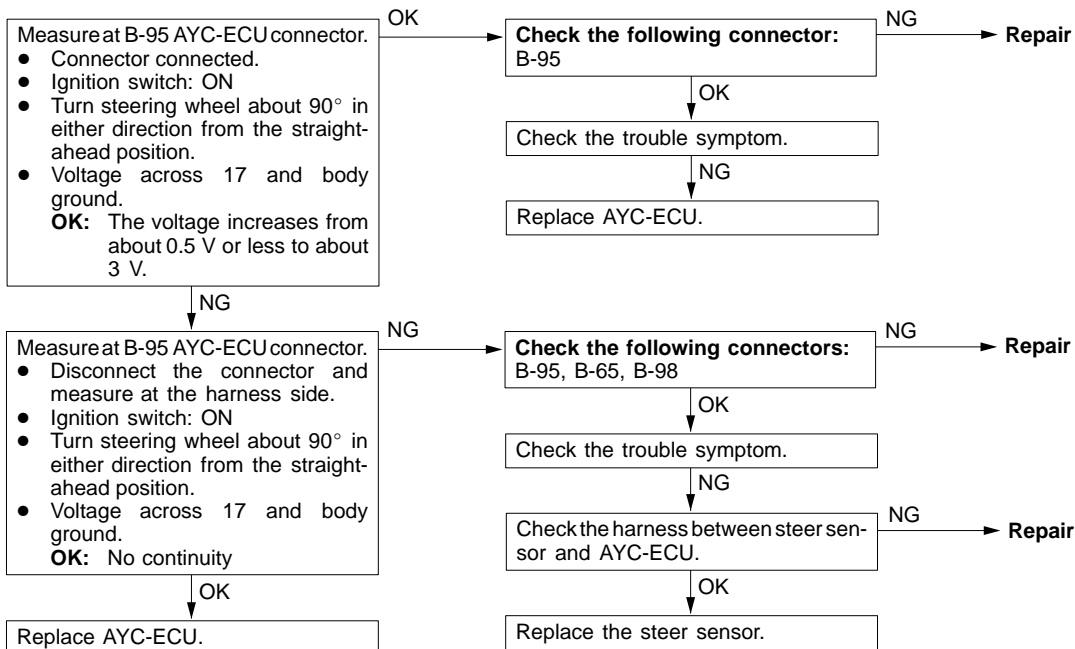 Measure at B-95 AYC-ECU connector.
● Connector connected.
● Ignition switch: ON
● Turn steering wheel about 90° in
either direction from the straight-
ahead position.
● Voltage across 17 and body
ground.
OK: The voltage increases from
about 0.5 V or less to about
3 V.
OK
Check the following connector:
B-95
NG
Repair
OK
Check the trouble symptom.
NG
Replace AYC-ECU.
NG
Measure at B-95 AYC-ECU connector.
● Disconnect the connector and
measure at the harness side.
● Ignition switch: ON
● Turn steering wheel about 90° in
either direction from the straight-
ahead position.
● Voltage across 17 and body
ground.
OK: No continuity
NG
Check the following connectors:
B-95, B-65, B-98
NG
Repair
OK
Check the trouble symptom.
NG
Check the harness between steer sen-
sor and AYC-ECU.
NG
Repair
OK
Replace the steer sensor.
OK
Replace AYC-ECU.